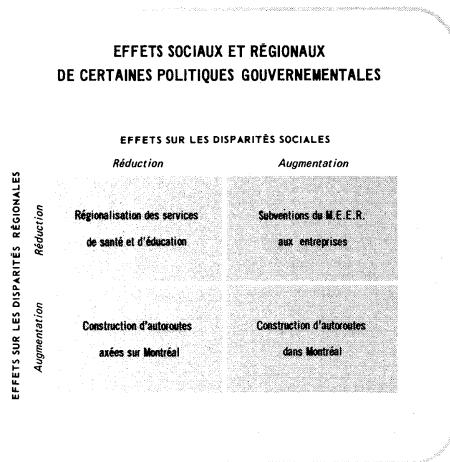 EFFETS SOCIAUX ET RÉGIONAUX
DE CERTAINES POLITIQUES GOUVERNEMENTALES
EFFETS SUR LES DISPARITÉS SOCIALES
Réduction
Augmentation
EFFETS SUR LES DISPARITÉS RÉGIONALES
Réduction
Régionalisation des services
de santé et d'éducation
Subventions du M.E.E.R.
aux entreprises
Augmentation
Construction d'autoroutes
axées sur Montréal
Construction d'autoroutes
dans Montréal